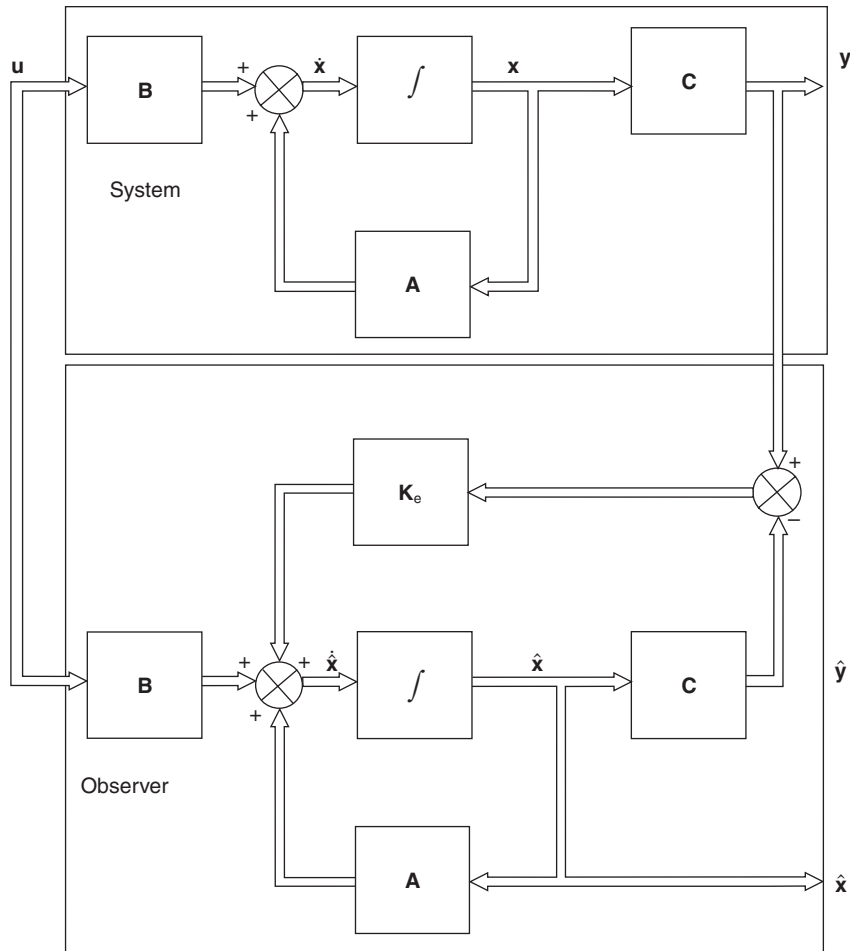 u
B
+
+
ẋ
∫
x
C
y
System
A
K_e
+
−
B
+
+
+
x̂̇
∫
x̂
C
ŷ
Observer
A
x̂